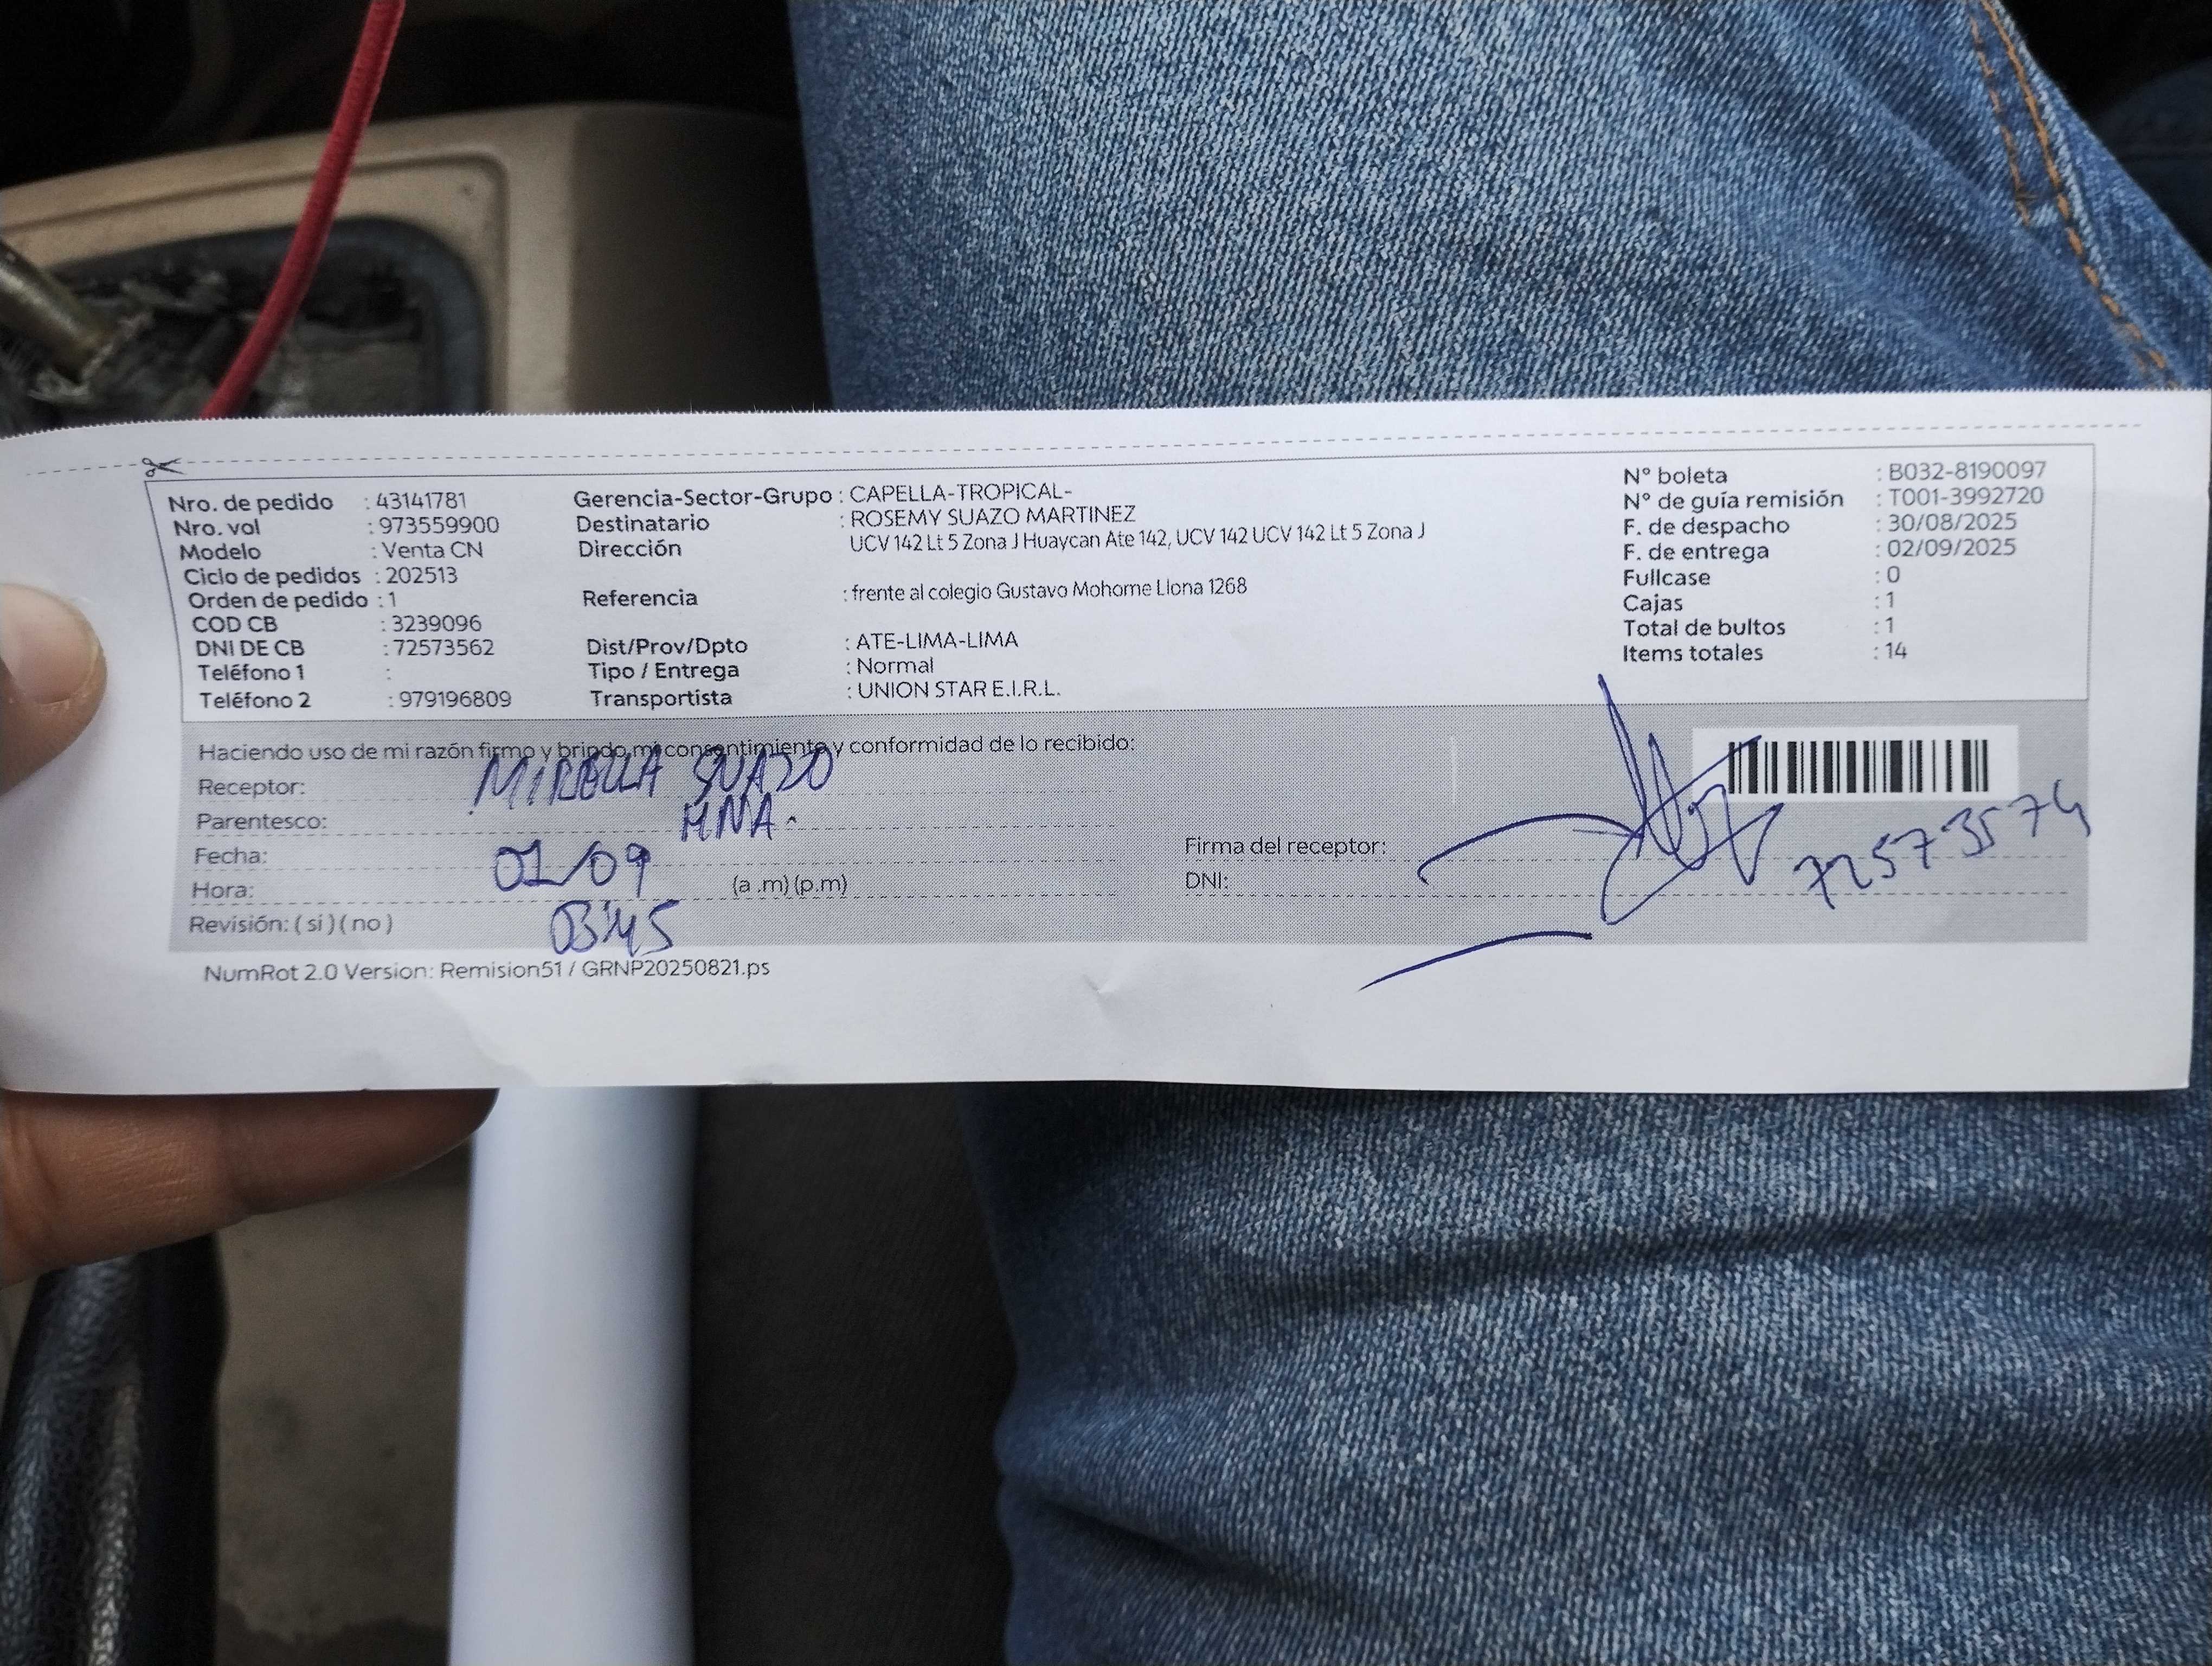 Nro. de pedido : 43141781
Nro. vol : 973559900
Modelo : Venta CN
Ciclo de pedidos : 202513
Orden de pedido : 1
COD CB : 3239096
DNI DE CB : 72573562
Teléfono 1 :
Teléfono 2 : 979196809
Gerencia-Sector-Grupo : CAPELLA-TROPICAL-
Destinatario : ROSEMY SUAZO MARTINEZ
Dirección UCV 142 Lt 5 Zona J Huaycan Ate 142, UCV 142 UCV 142 Lt 5 Zona J
Referencia : frente al colegio Gustavo Mohome Llona 1268
Dist/Prov/Dpto : ATE-LIMA-LIMA
Tipo / Entrega : Normal
Transportista : UNION STAR E.I.R.L.
N° boleta : B032-8190097
N° de guía remisión : T001-3992720
F. de despacho : 30/08/2025
F. de entrega : 02/09/2025
Fullcase : 0
Cajas : 1
Total de bultos : 1
Items totales : 14
Haciendo uso de mi razón firmo y brindo mi consentimiento y conformidad de lo recibido:
Receptor: MIRELLA SUAZO
Parentesco: HNA.
Fecha: 01/09
Hora: (a .m) (p.m)
03:45
Revisión: ( si ) ( no )
Firma del receptor:
DNI: 72573574
NumRot 2.0 Version: Remision51 / GRNP20250821.ps